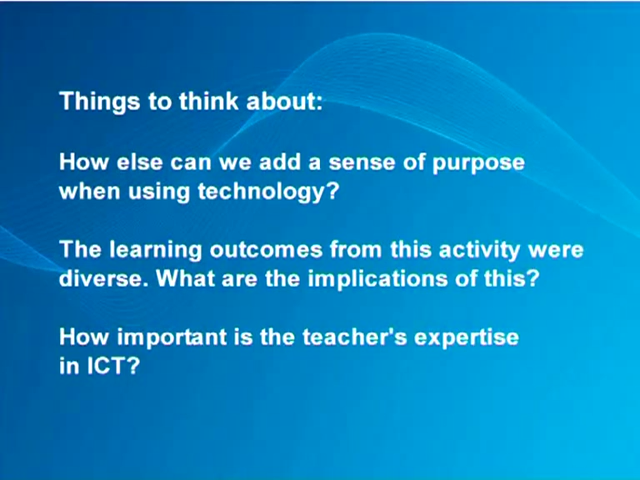 Things to think about:
How else can we add a sense of purpose
when using technology?
The learning outcomes from this activity were
diverse. What are the implications of this?
How important is the teacher's expertise
in ICT?